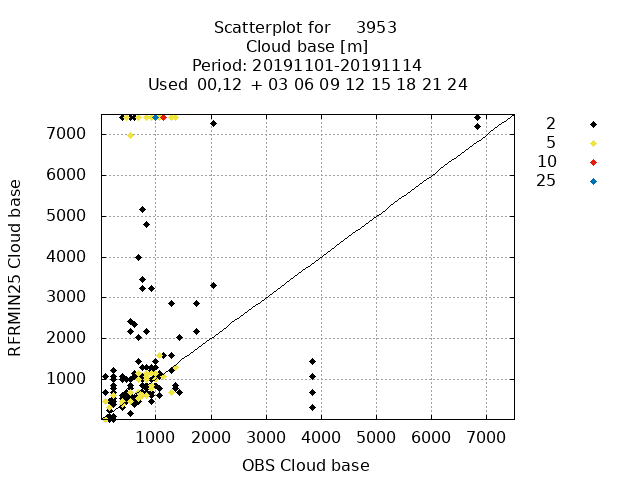 Scatterplot for 3953
Cloud base [m]
Period: 20191101-20191114
Used 00,12 + 03 06 09 12 15 18 21 24
RFRMIN25 Cloud base
7000
6000
5000
4000
3000
2000
1000
1000 2000 3000 4000 5000 6000 7000
OBS Cloud base
2
5
10
25